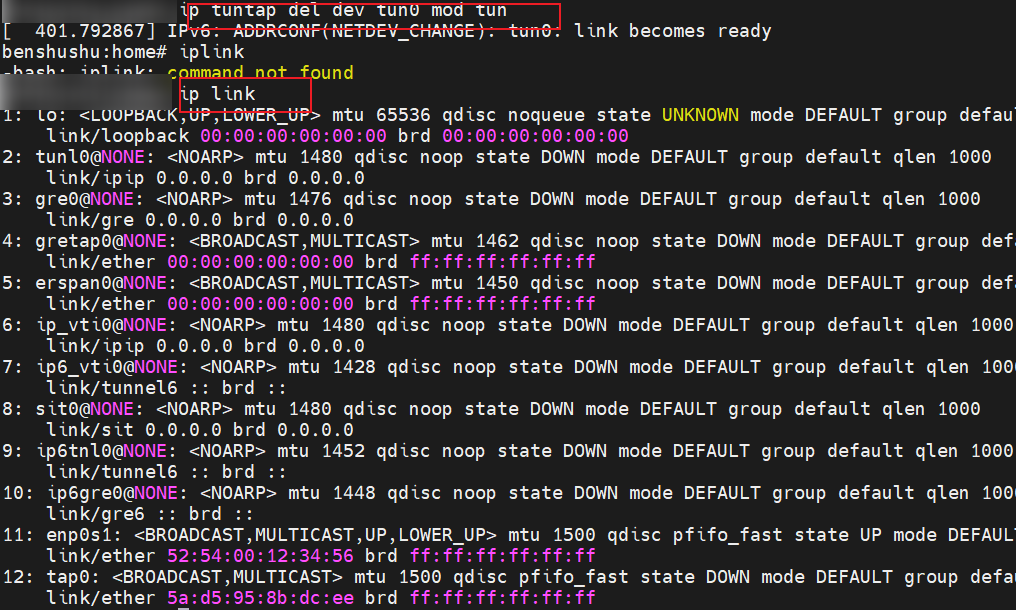 ip tuntap del dev tun0 mod tun
[  401.792867] IPv6: ADDRCONF(NETDEV_CHANGE): tun0: link becomes ready
benshushu:home# iplink
-bash: iplink: command not found
ip link
1: lo: <LOOPBACK,UP,LOWER_UP> mtu 65536 qdisc noqueue state UNKNOWN mode DEFAULT group defau
    link/loopback 00:00:00:00:00:00 brd 00:00:00:00:00:00
2: tunl0@NONE: <NOARP> mtu 1480 qdisc noop state DOWN mode DEFAULT group default qlen 1000
    link/ipip 0.0.0.0 brd 0.0.0.0
3: gre0@NONE: <NOARP> mtu 1476 qdisc noop state DOWN mode DEFAULT group default qlen 1000
    link/gre 0.0.0.0 brd 0.0.0.0
4: gretap0@NONE: <BROADCAST,MULTICAST> mtu 1462 qdisc noop state DOWN mode DEFAULT group defa
    link/ether 00:00:00:00:00:00 brd ff:ff:ff:ff:ff:ff
5: erspan0@NONE: <BROADCAST,MULTICAST> mtu 1450 qdisc noop state DOWN mode DEFAULT group defa
    link/ether 00:00:00:00:00:00 brd ff:ff:ff:ff:ff:ff
6: ip_vti0@NONE: <NOARP> mtu 1480 qdisc noop state DOWN mode DEFAULT group default qlen 1000
    link/ipip 0.0.0.0 brd 0.0.0.0
7: ip6_vti0@NONE: <NOARP> mtu 1428 qdisc noop state DOWN mode DEFAULT group default qlen 1000
    link/tunnel6 :: brd ::
8: sit0@NONE: <NOARP> mtu 1480 qdisc noop state DOWN mode DEFAULT group default qlen 1000
    link/sit 0.0.0.0 brd 0.0.0.0
9: ip6tnl0@NONE: <NOARP> mtu 1452 qdisc noop state DOWN mode DEFAULT group default qlen 1000
    link/tunnel6 :: brd ::
10: ip6gre0@NONE: <NOARP> mtu 1448 qdisc noop state DOWN mode DEFAULT group default qlen 1000
    link/gre6 :: brd ::
11: enp0s1: <BROADCAST,MULTICAST,UP,LOWER_UP> mtu 1500 qdisc pfifo_fast state UP mode DEFAUL
    link/ether 52:54:00:12:34:56 brd ff:ff:ff:ff:ff:ff
12: tap0: <BROADCAST,MULTICAST> mtu 1500 qdisc pfifo_fast state DOWN mode DEFAULT group defau
    link/ether 5a:d5:95:8b:dc:ee brd ff:ff:ff:ff:ff:ff